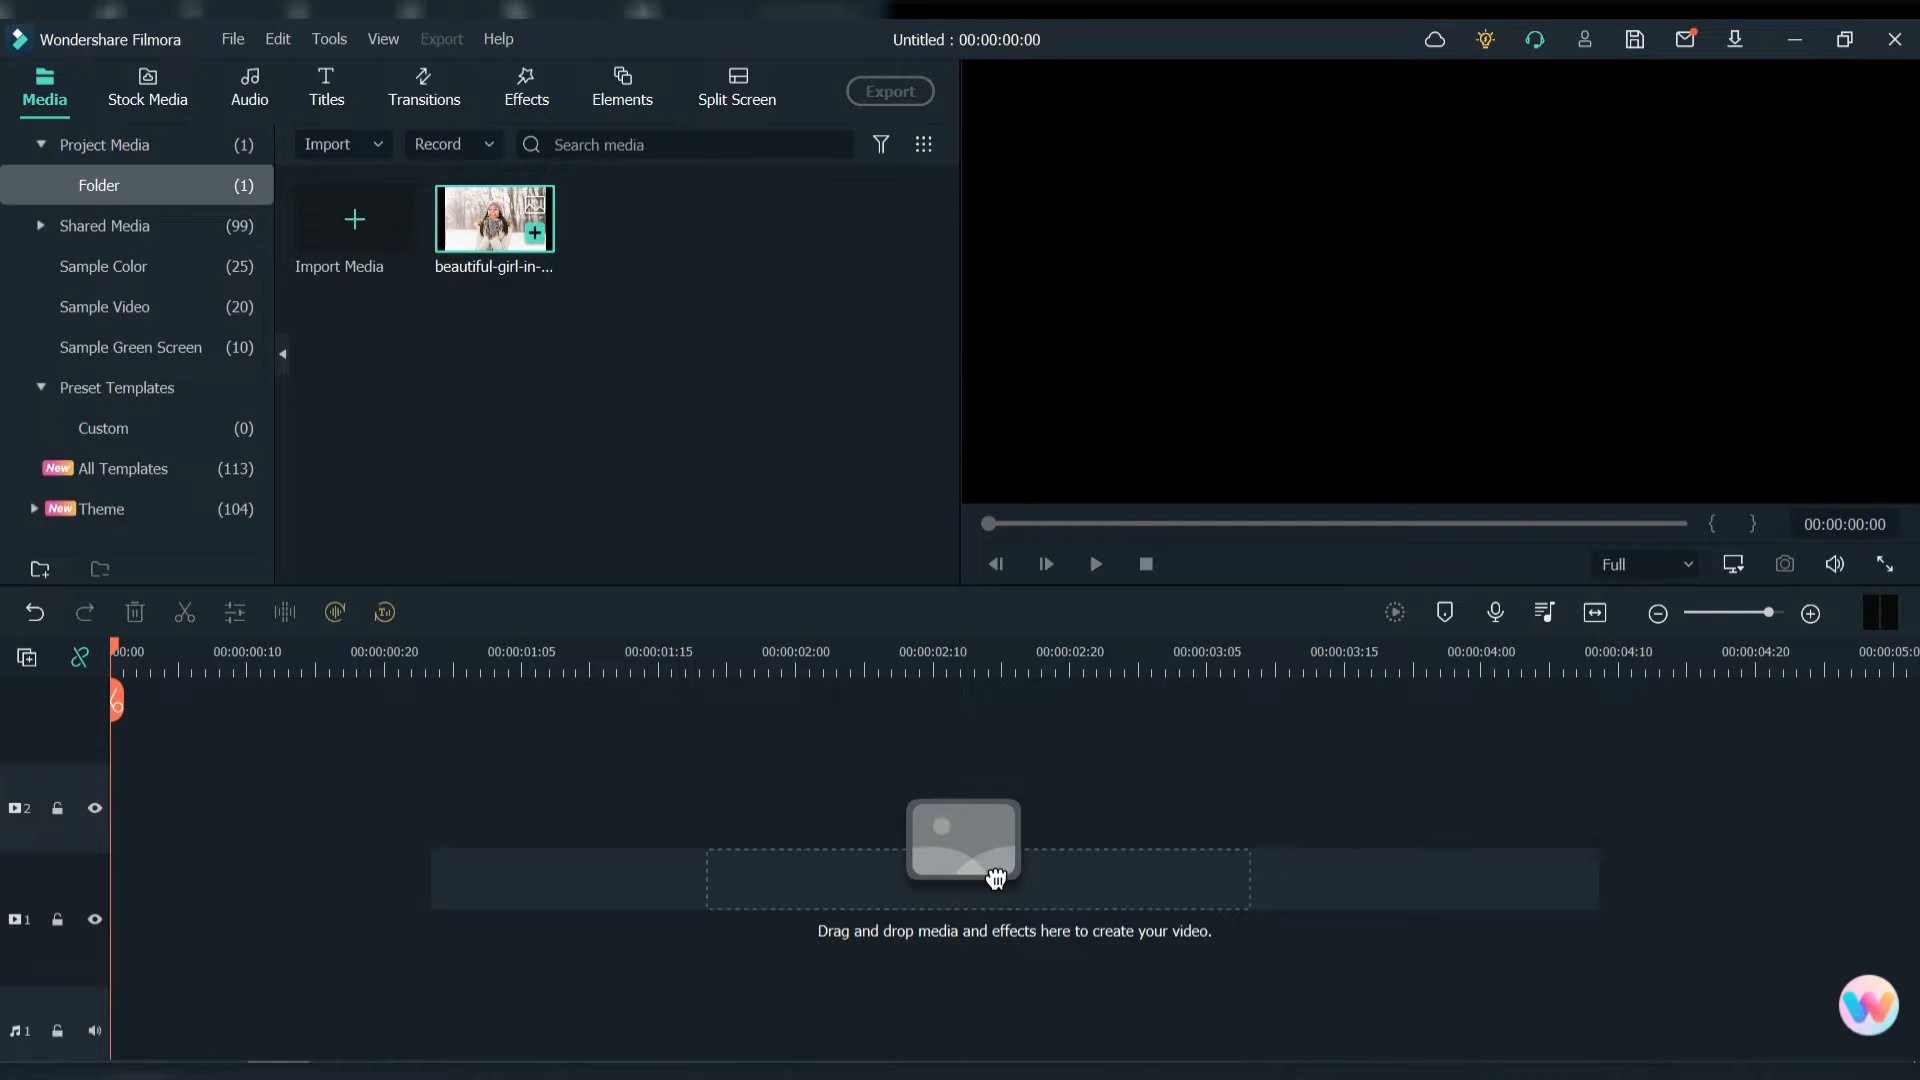 Wondershare Filmora File Edit Tools View Export Help Untitled : 00:00:00:00
Media Stock Media Audio Titles Transitions Effects Elements Split Screen Export
Project Media (1)
Folder (1)
Shared Media (99)
Sample Color (25)
Sample Video (20)
Sample Green Screen (10)
Preset Templates
Custom (0)
New All Templates (113)
New Theme (104)
Import Record Search media
Import Media beautiful-girl-in-...
{ } 00:00:00:00
Full
00:00 00:00:00:10 00:00:00:20 00:00:01:05 00:00:01:15 00:00:02:00 00:00:02:10 00:00:02:20 00:00:03:05 00:00:03:15 00:00:04:00 00:00:04:10 00:00:04:20 00:00:05:0
2
1
Drag and drop media and effects here to create your video.
1